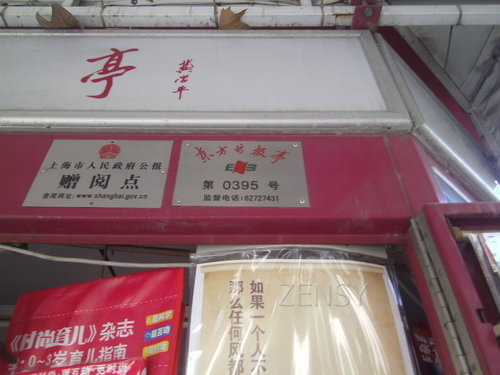 亭
上海市人民政府公报
赠阅点
查阅网址:www.shanghai.gov.cn
东方书报亭
第 0395 号
监督电话:62727431
《时尚育儿》杂志
0~3岁育儿指南
ZENSY
如果一个人不
那么任何风都